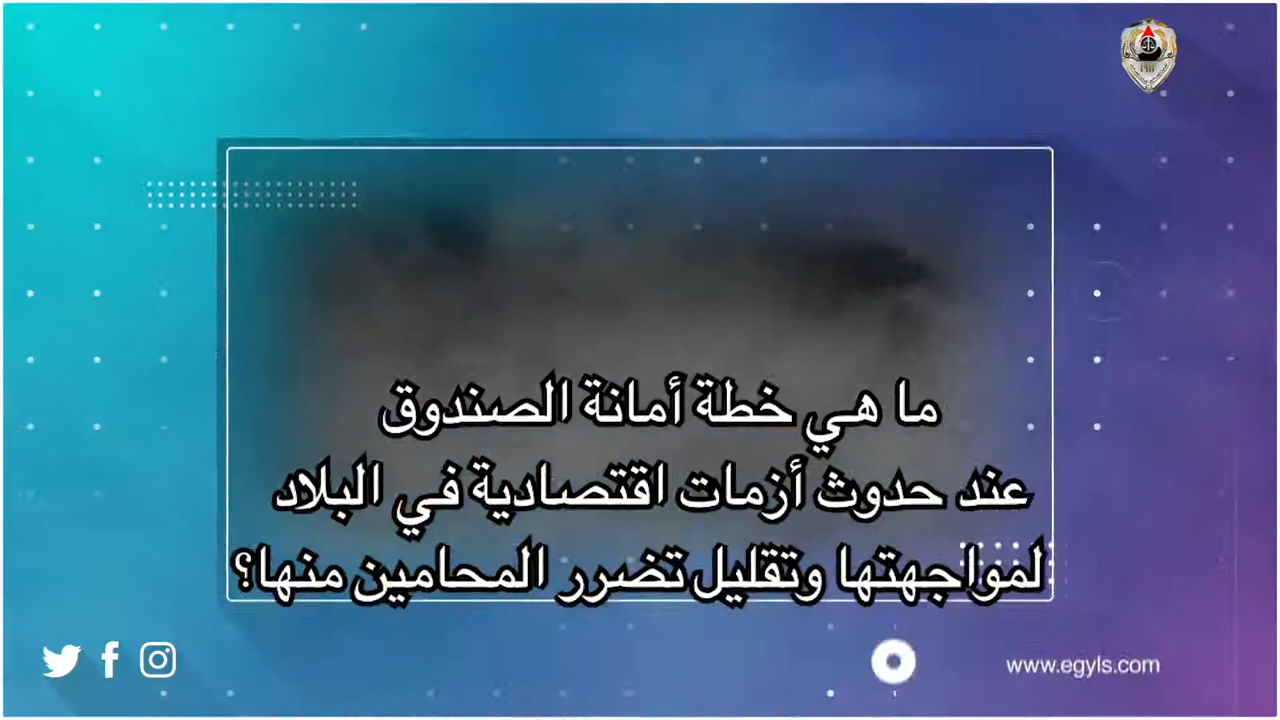 ما هي خطة أمانة الصندوق
عند حدوث أزمات اقتصادية في البلاد
لمواجهتها وتقليل تضرر المحامين منها؟
www.egyls.com